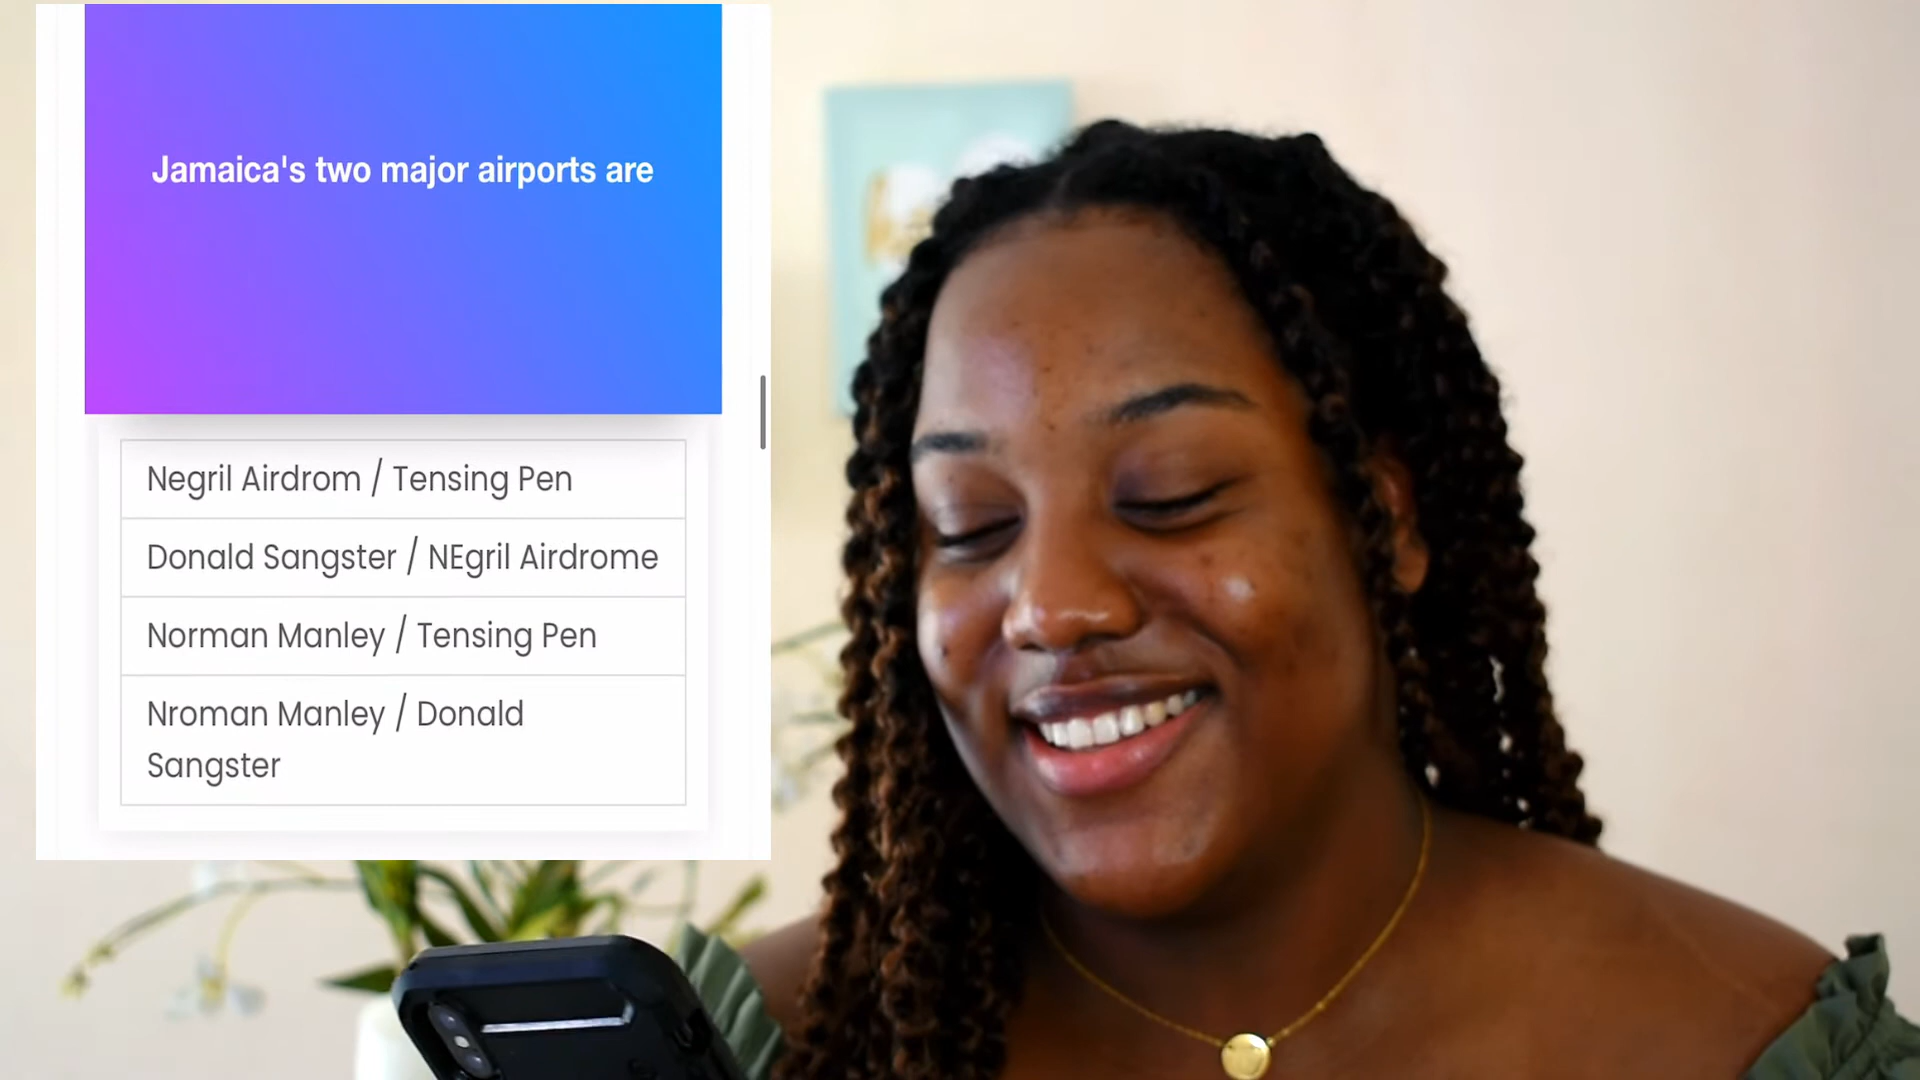 Jamaica's two major airports are
Negril Airdrom / Tensing Pen
Donald Sangster / NEgril Airdrome
Norman Manley / Tensing Pen
Nroman Manley / Donald
Sangster